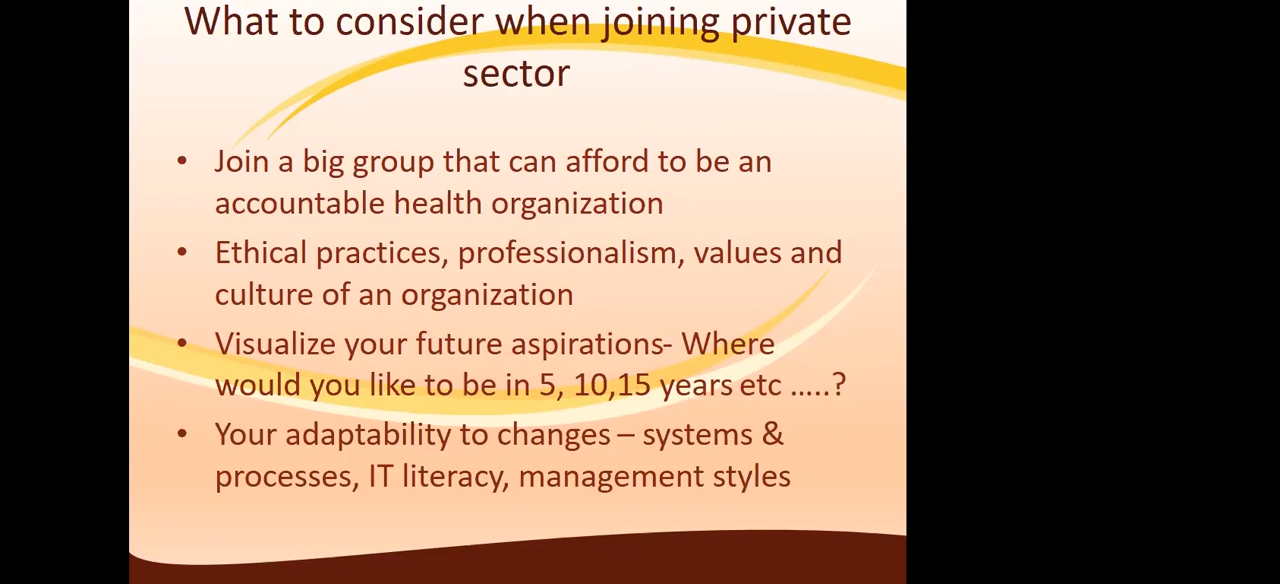 What to consider when joining private
sector
• Join a big group that can afford to be an
accountable health organization
• Ethical practices, professionalism, values and
culture of an organization
• Visualize your future aspirations- Where
would you like to be in 5, 10,15 years etc .....?
• Your adaptability to changes – systems &
processes, IT literacy, management styles